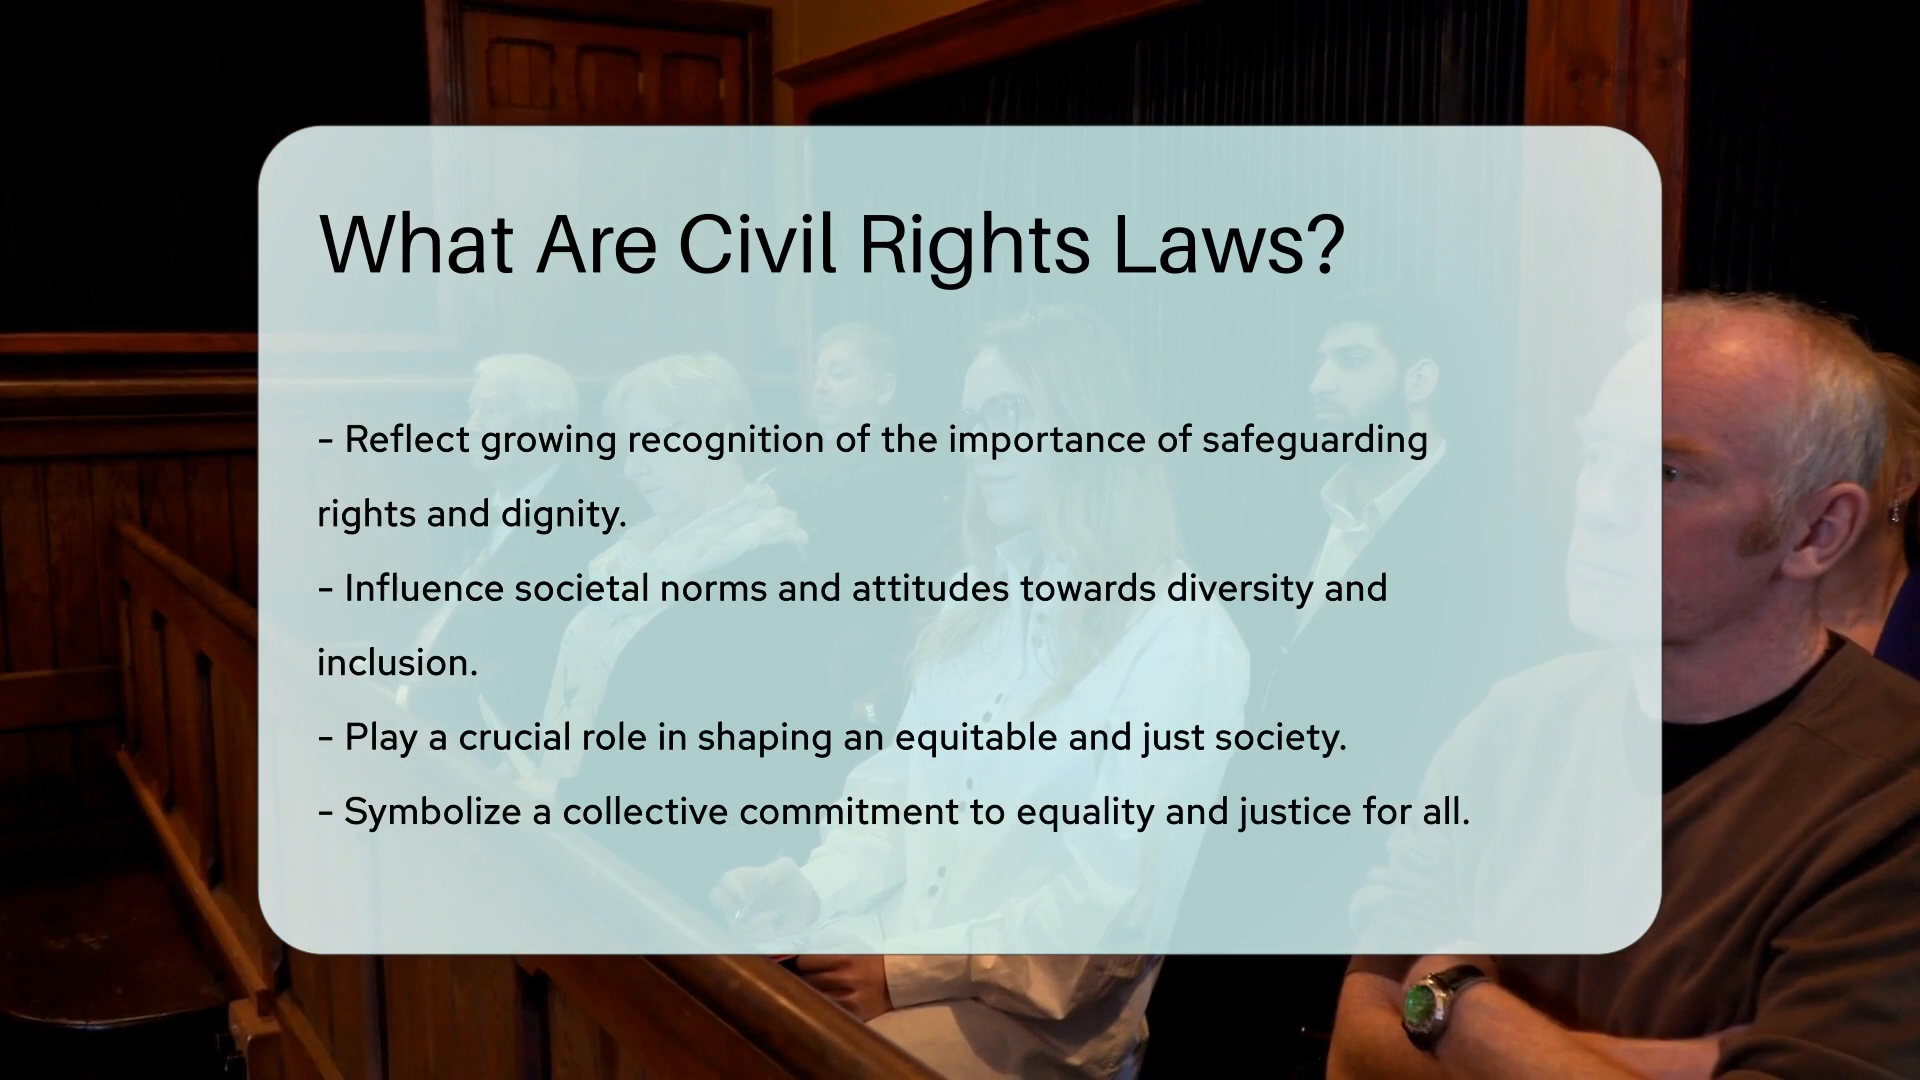 What Are Civil Rights Laws?
- Reflect growing recognition of the importance of safeguarding
rights and dignity.
- Influence societal norms and attitudes towards diversity and
inclusion.
- Play a crucial role in shaping an equitable and just society.
- Symbolize a collective commitment to equality and justice for all.